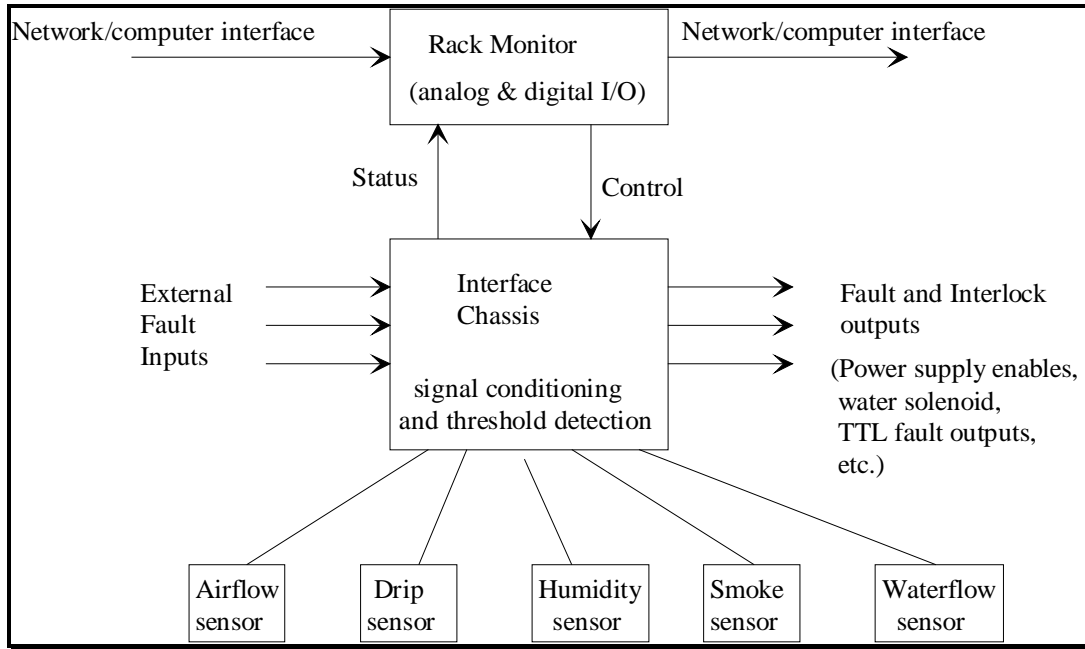 Network/computer interface
Rack Monitor
(analog & digital I/O)
Network/computer interface
Status
Control
External
Fault
Inputs
Interface
Chassis
signal conditioning
and threshold detection
Fault and Interlock
outputs
(Power supply enables,
water solenoid,
TTL fault outputs,
etc.)
Airflow
sensor
Drip
sensor
Humidity
sensor
Smoke
sensor
Waterflow
sensor